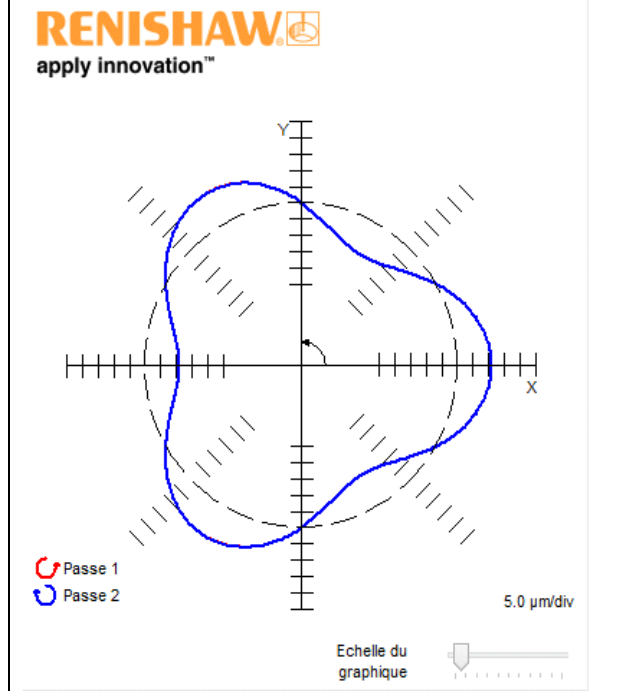 RENISHAW.
apply innovation™
Y
X
Passe 1
Passe 2
5.0 µm/div
Echelle du
graphique